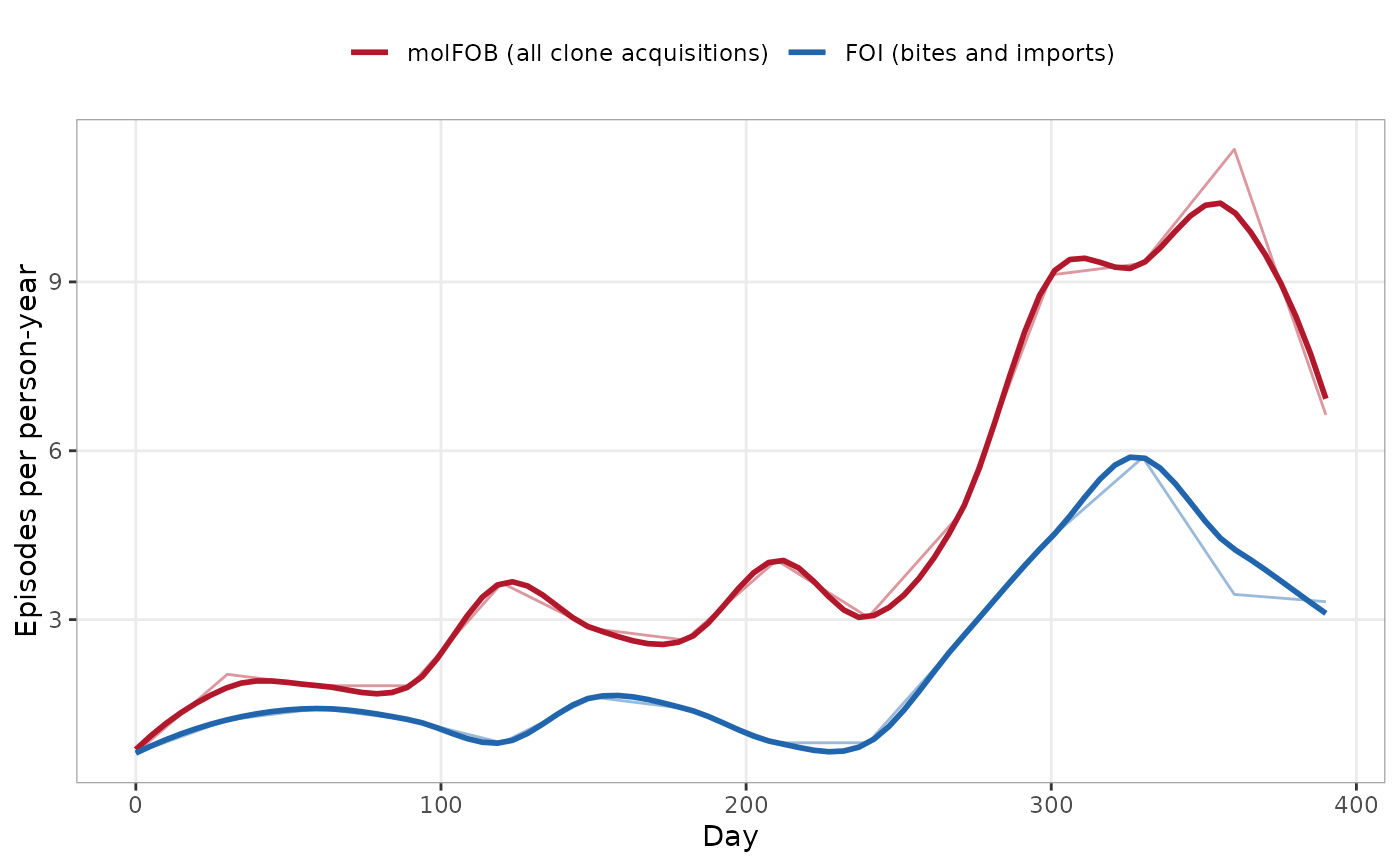 molFOB (all clone acquisitions) FOI (bites and imports)
Episodes per person-year
9
6
3
0 100 200 300 400
Day